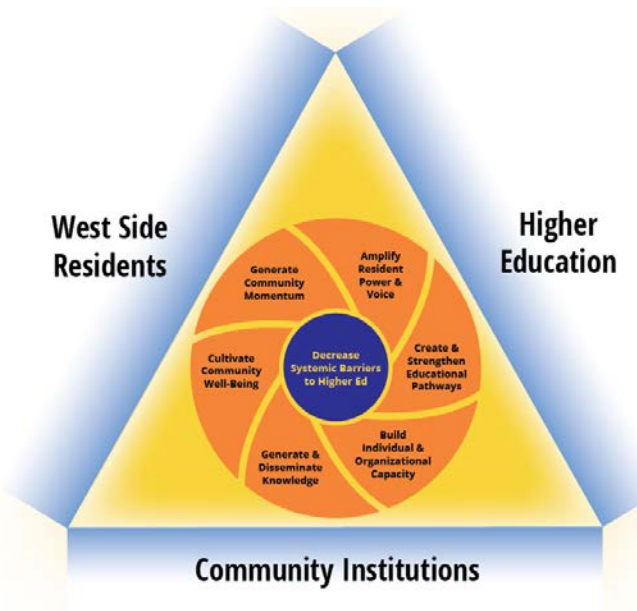 West Side
Residents
Higher
Education
Amplify
Resident
Power &
Voice
Create &
Strengthen
Educational
Pathways
Build
Individual &
Organizational
Capacity
Generate &
Disseminate
Knowledge
Cultivate
Community
Well-Being
Generate
Community
Momentum
Decrease
Systemic Barriers
to Higher Ed
Community Institutions